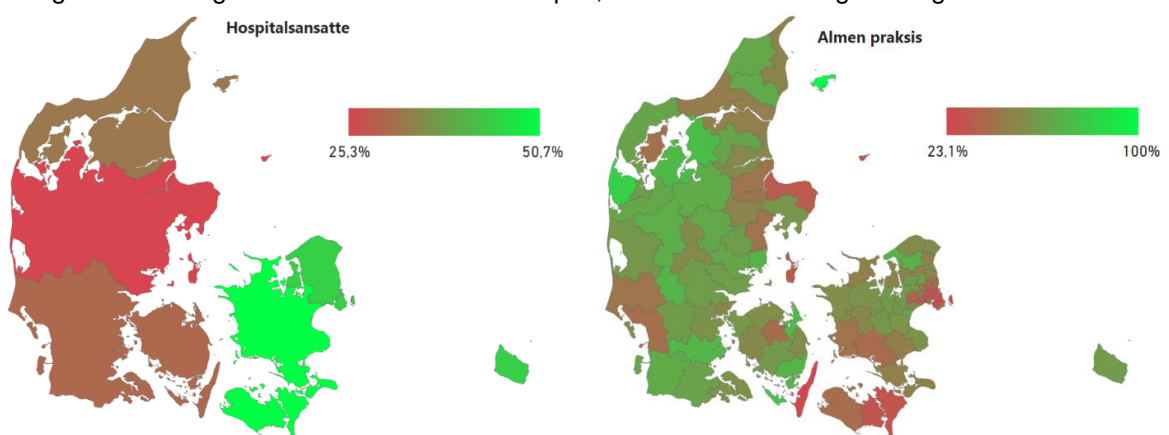 Hospitalsansatte
Almen praksis
25,3%
50,7%
23,1%
100%